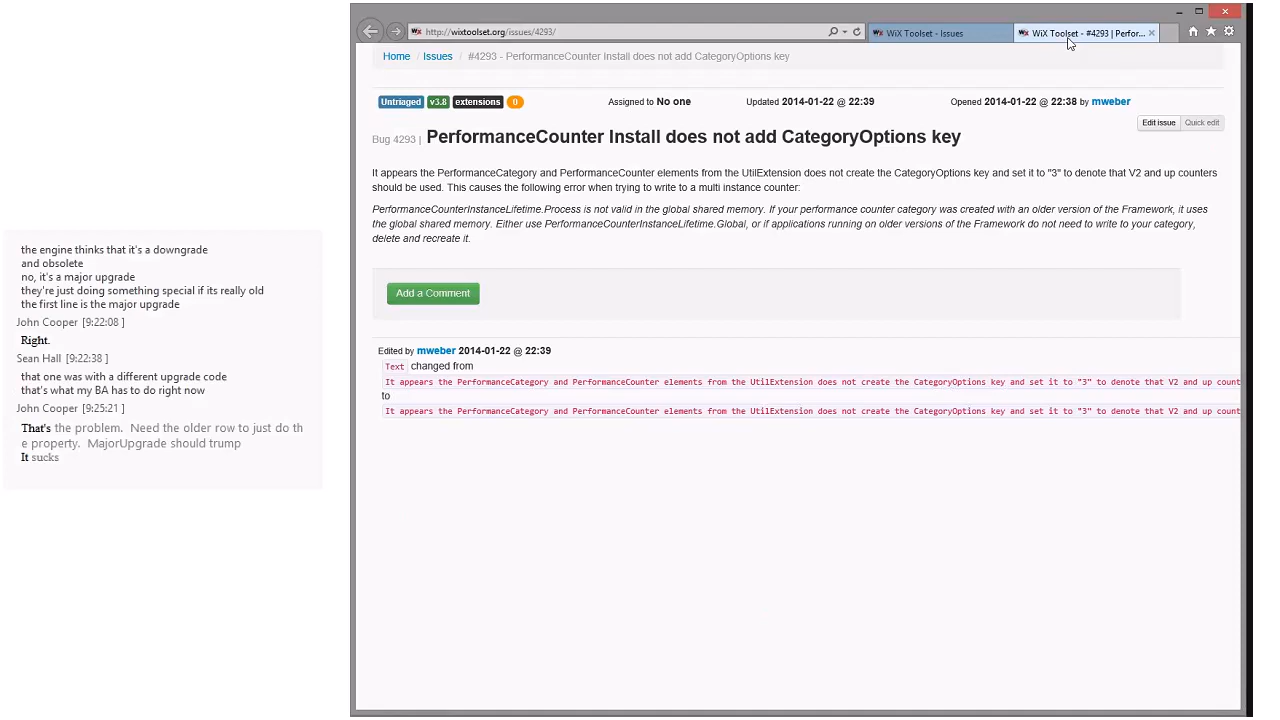 the engine thinks that it's a downgrade
and obsolete
no, it's a major upgrade
they're just doing something special if its really old
the first line is the major upgrade
John Cooper [9:22:08 ]
Right.
Sean Hall [9:22:38 ]
that one was with a different upgrade code
that's what my BA has to do right now
John Cooper [9:25:21 ]
That's the problem.  Need the older row to just do th
e property.  MajorUpgrade should trump
It sucks
http://wixtoolset.org/issues/4293/
WiX Toolset - Issues
WiX Toolset - #4293 | Perfor...
Home / Issues / #4293 - PerformanceCounter Install does not add CategoryOptions key
Untriaged v3.8 extensions 0 Assigned to No one Updated 2014-01-22 @ 22:39 Opened 2014-01-22 @ 22:38 by mweber
Edit issue Quick edit
Bug 4293 | PerformanceCounter Install does not add CategoryOptions key
It appears the PerformanceCategory and PerformanceCounter elements from the UtilExtension does not create the CategoryOptions key and set it to "3" to denote that V2 and up counters
should be used. This causes the following error when trying to write to a multi instance counter:
PerformanceCounterInstanceLifetime.Process is not valid in the global shared memory. If your performance counter category was created with an older version of the Framework, it uses
the global shared memory. Either use PerformanceCounterInstanceLifetime.Global, or if applications running on older versions of the Framework do not need to write to your category,
delete and recreate it.
Add a Comment
Edited by mweber 2014-01-22 @ 22:39
Text changed from
It appears the PerformanceCategory and PerformanceCounter elements from the UtilExtension does not create the CategoryOptions key and set it to "3" to denote that V2 and up count
to
It appears the PerformanceCategory and PerformanceCounter elements from the UtilExtension does not create the CategoryOptions key and set it to "3" to denote that V2 and up count